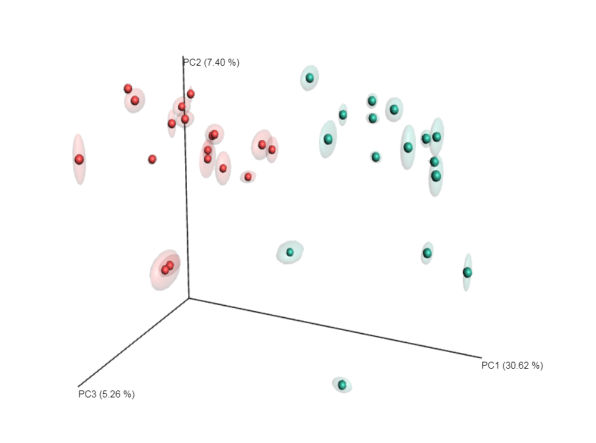 PC2 (7.40 %)
PC1 (30.62 %)
PC3 (5.26 %)